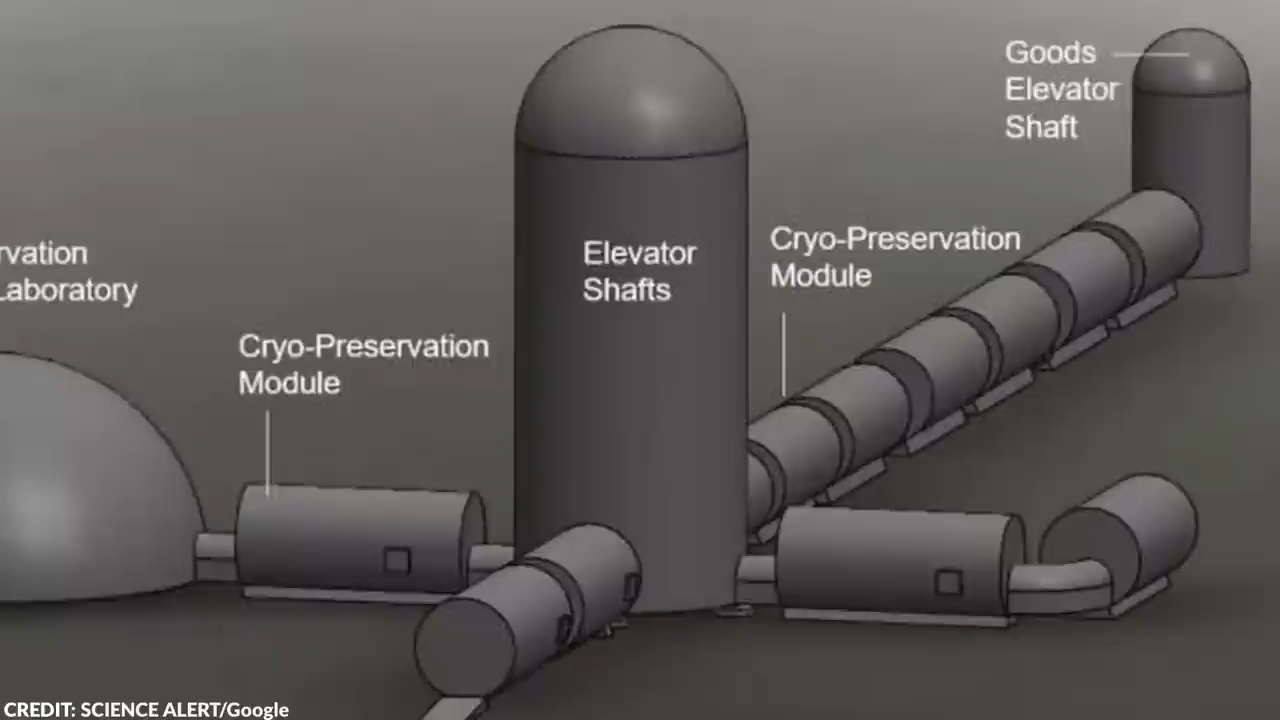 Goods
Elevator
Shaft
Elevator
Shafts
Cryo-Preservation
Module
rvation
Laboratory
Cryo-Preservation
Module
CREDIT: SCIENCE ALERT/Google